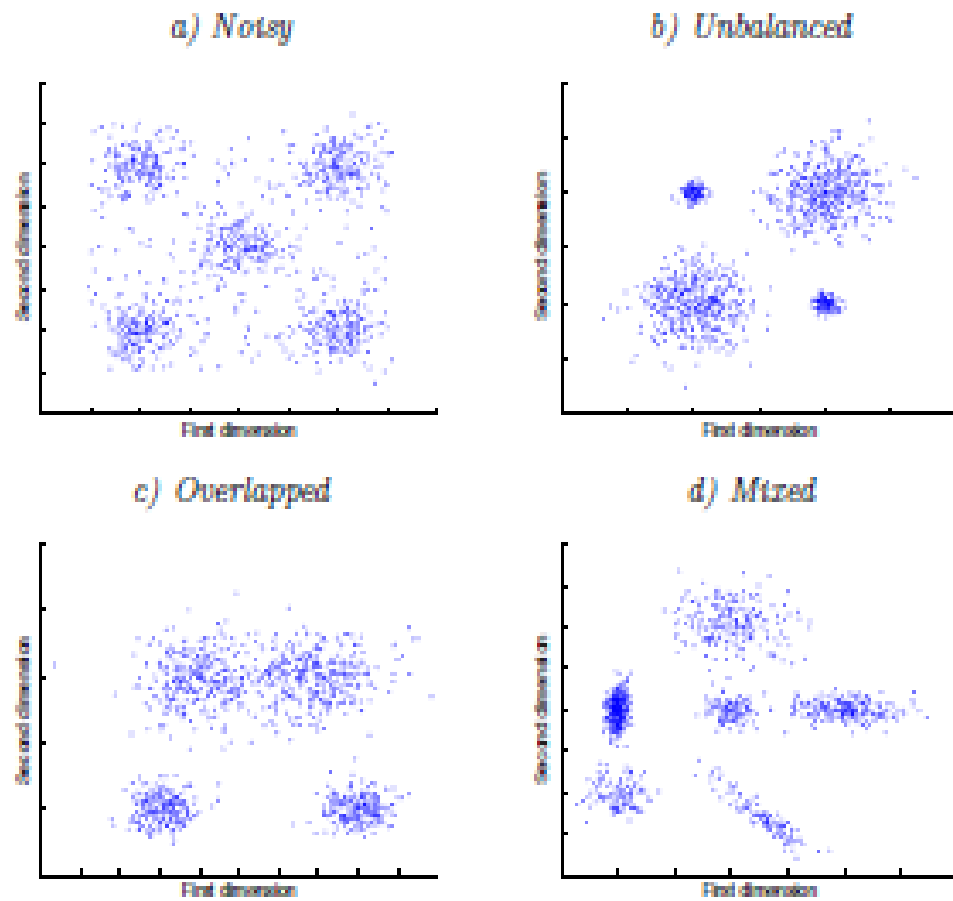 a) Noisy
b) Unbalanced
Second dimension
First dimension
Second dimension
First dimension
c) Overlapped
d) Mixed
Second dimension
First dimension
Second dimension
First dimension